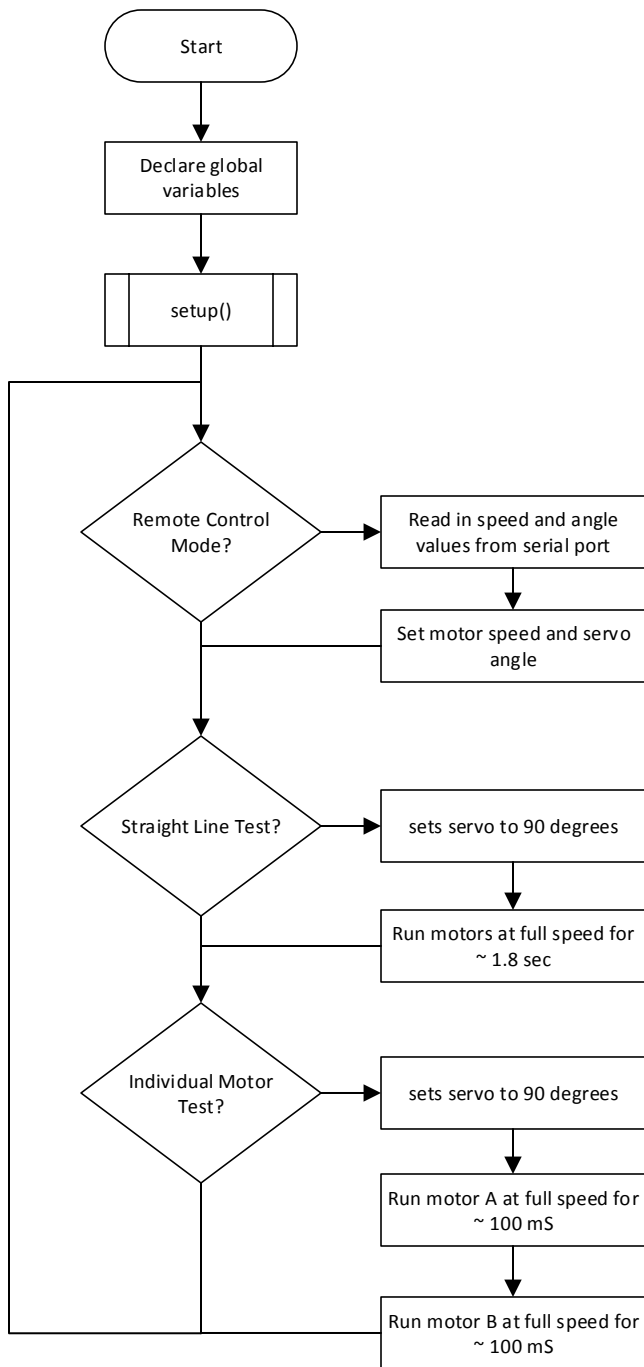 Start
Declare global
variables
setup()
Remote Control
Mode?
Read in speed and angle
values from serial port
Set motor speed and servo
angle
Straight Line Test?
sets servo to 90 degrees
Run motors at full speed for
~ 1.8 sec
Individual Motor
Test?
sets servo to 90 degrees
Run motor A at full speed for
~ 100 mS
Run motor B at full speed for
~ 100 mS